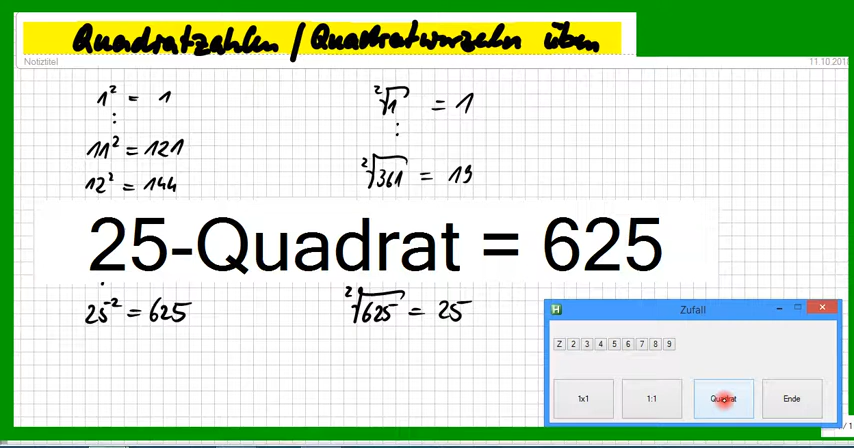 Quadratzahlen / Quadratwurzeln üben
Notiztitel
11.10.201
1² = 1
²√1 = 1
⋮
⋮
11² = 121
12² = 144
²√361 = 19
25-Quadrat = 625
25² = 625
²√625 = 25
Zufall
Z 2 3 4 5 6 7 8 9
1x1 1:1 Quadrat Ende